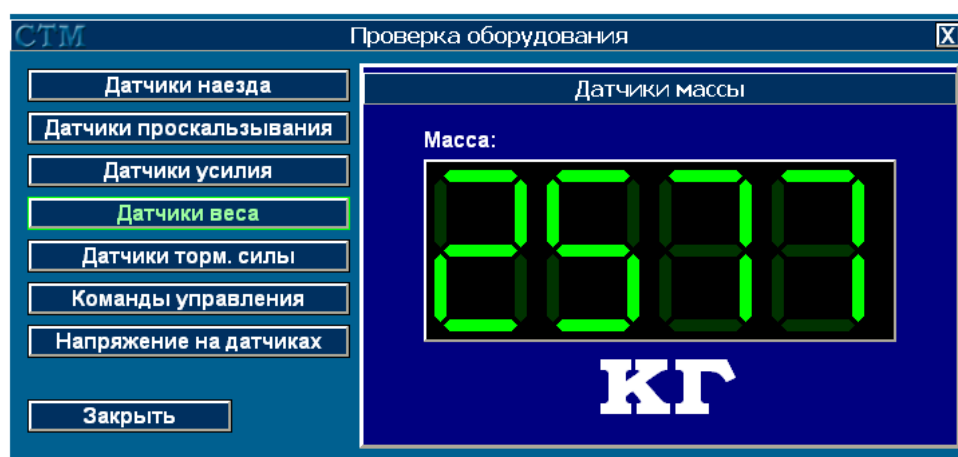 СТМ Проверка оборудования X
Датчики наезда
Датчики проскальзывания
Датчики усилия
Датчики веса
Датчики торм. силы
Команды управления
Напряжение на датчиках
Закрыть
Датчики массы
Масса:
2577
КГ